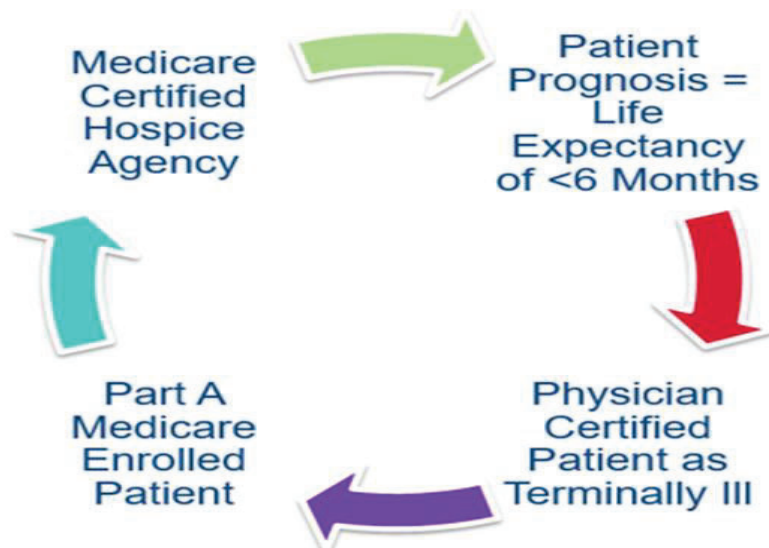 Medicare
Certified
Hospice
Agency
Patient
Prognosis =
Life
Expectancy
of <6 Months
Physician
Certified
Patient as
Terminally Ill
Part A
Medicare
Enrolled
Patient